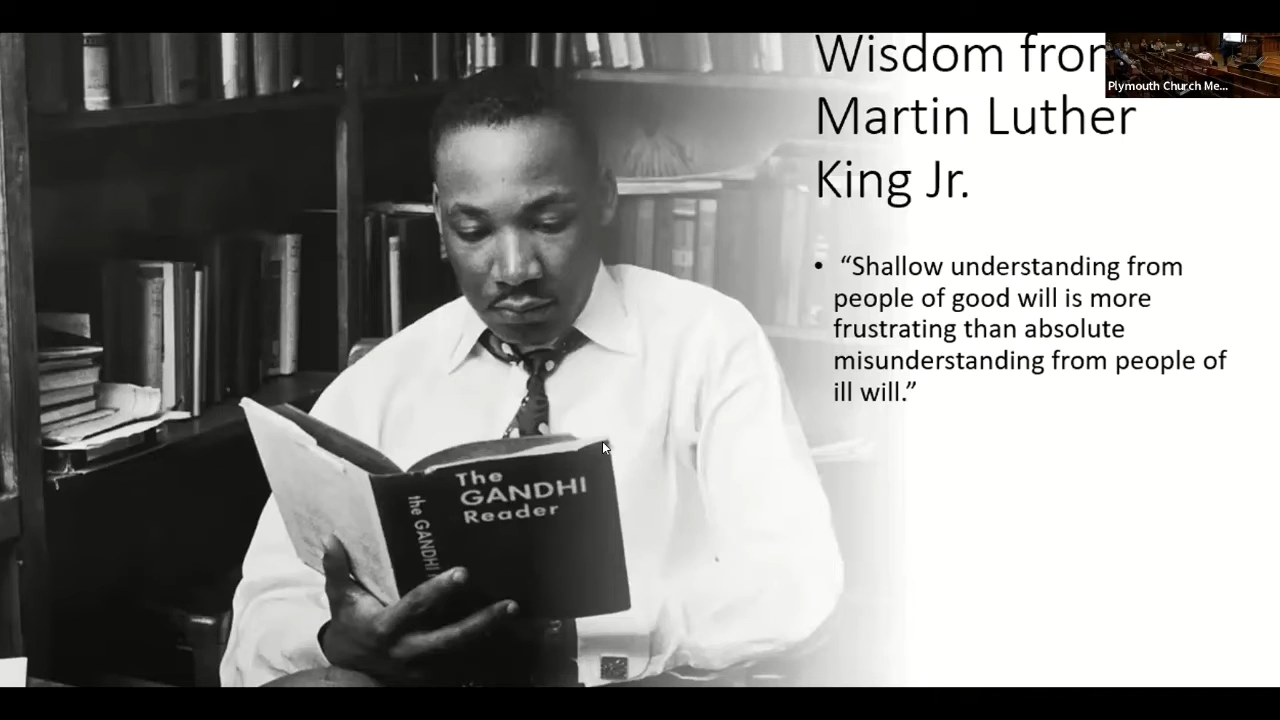 Wisdom from
Martin Luther
King Jr.
Plymouth Church Me...
• “Shallow understanding from
people of good will is more
frustrating than absolute
misunderstanding from people of
ill will.”
The
GANDHI
Reader
the GANDHI